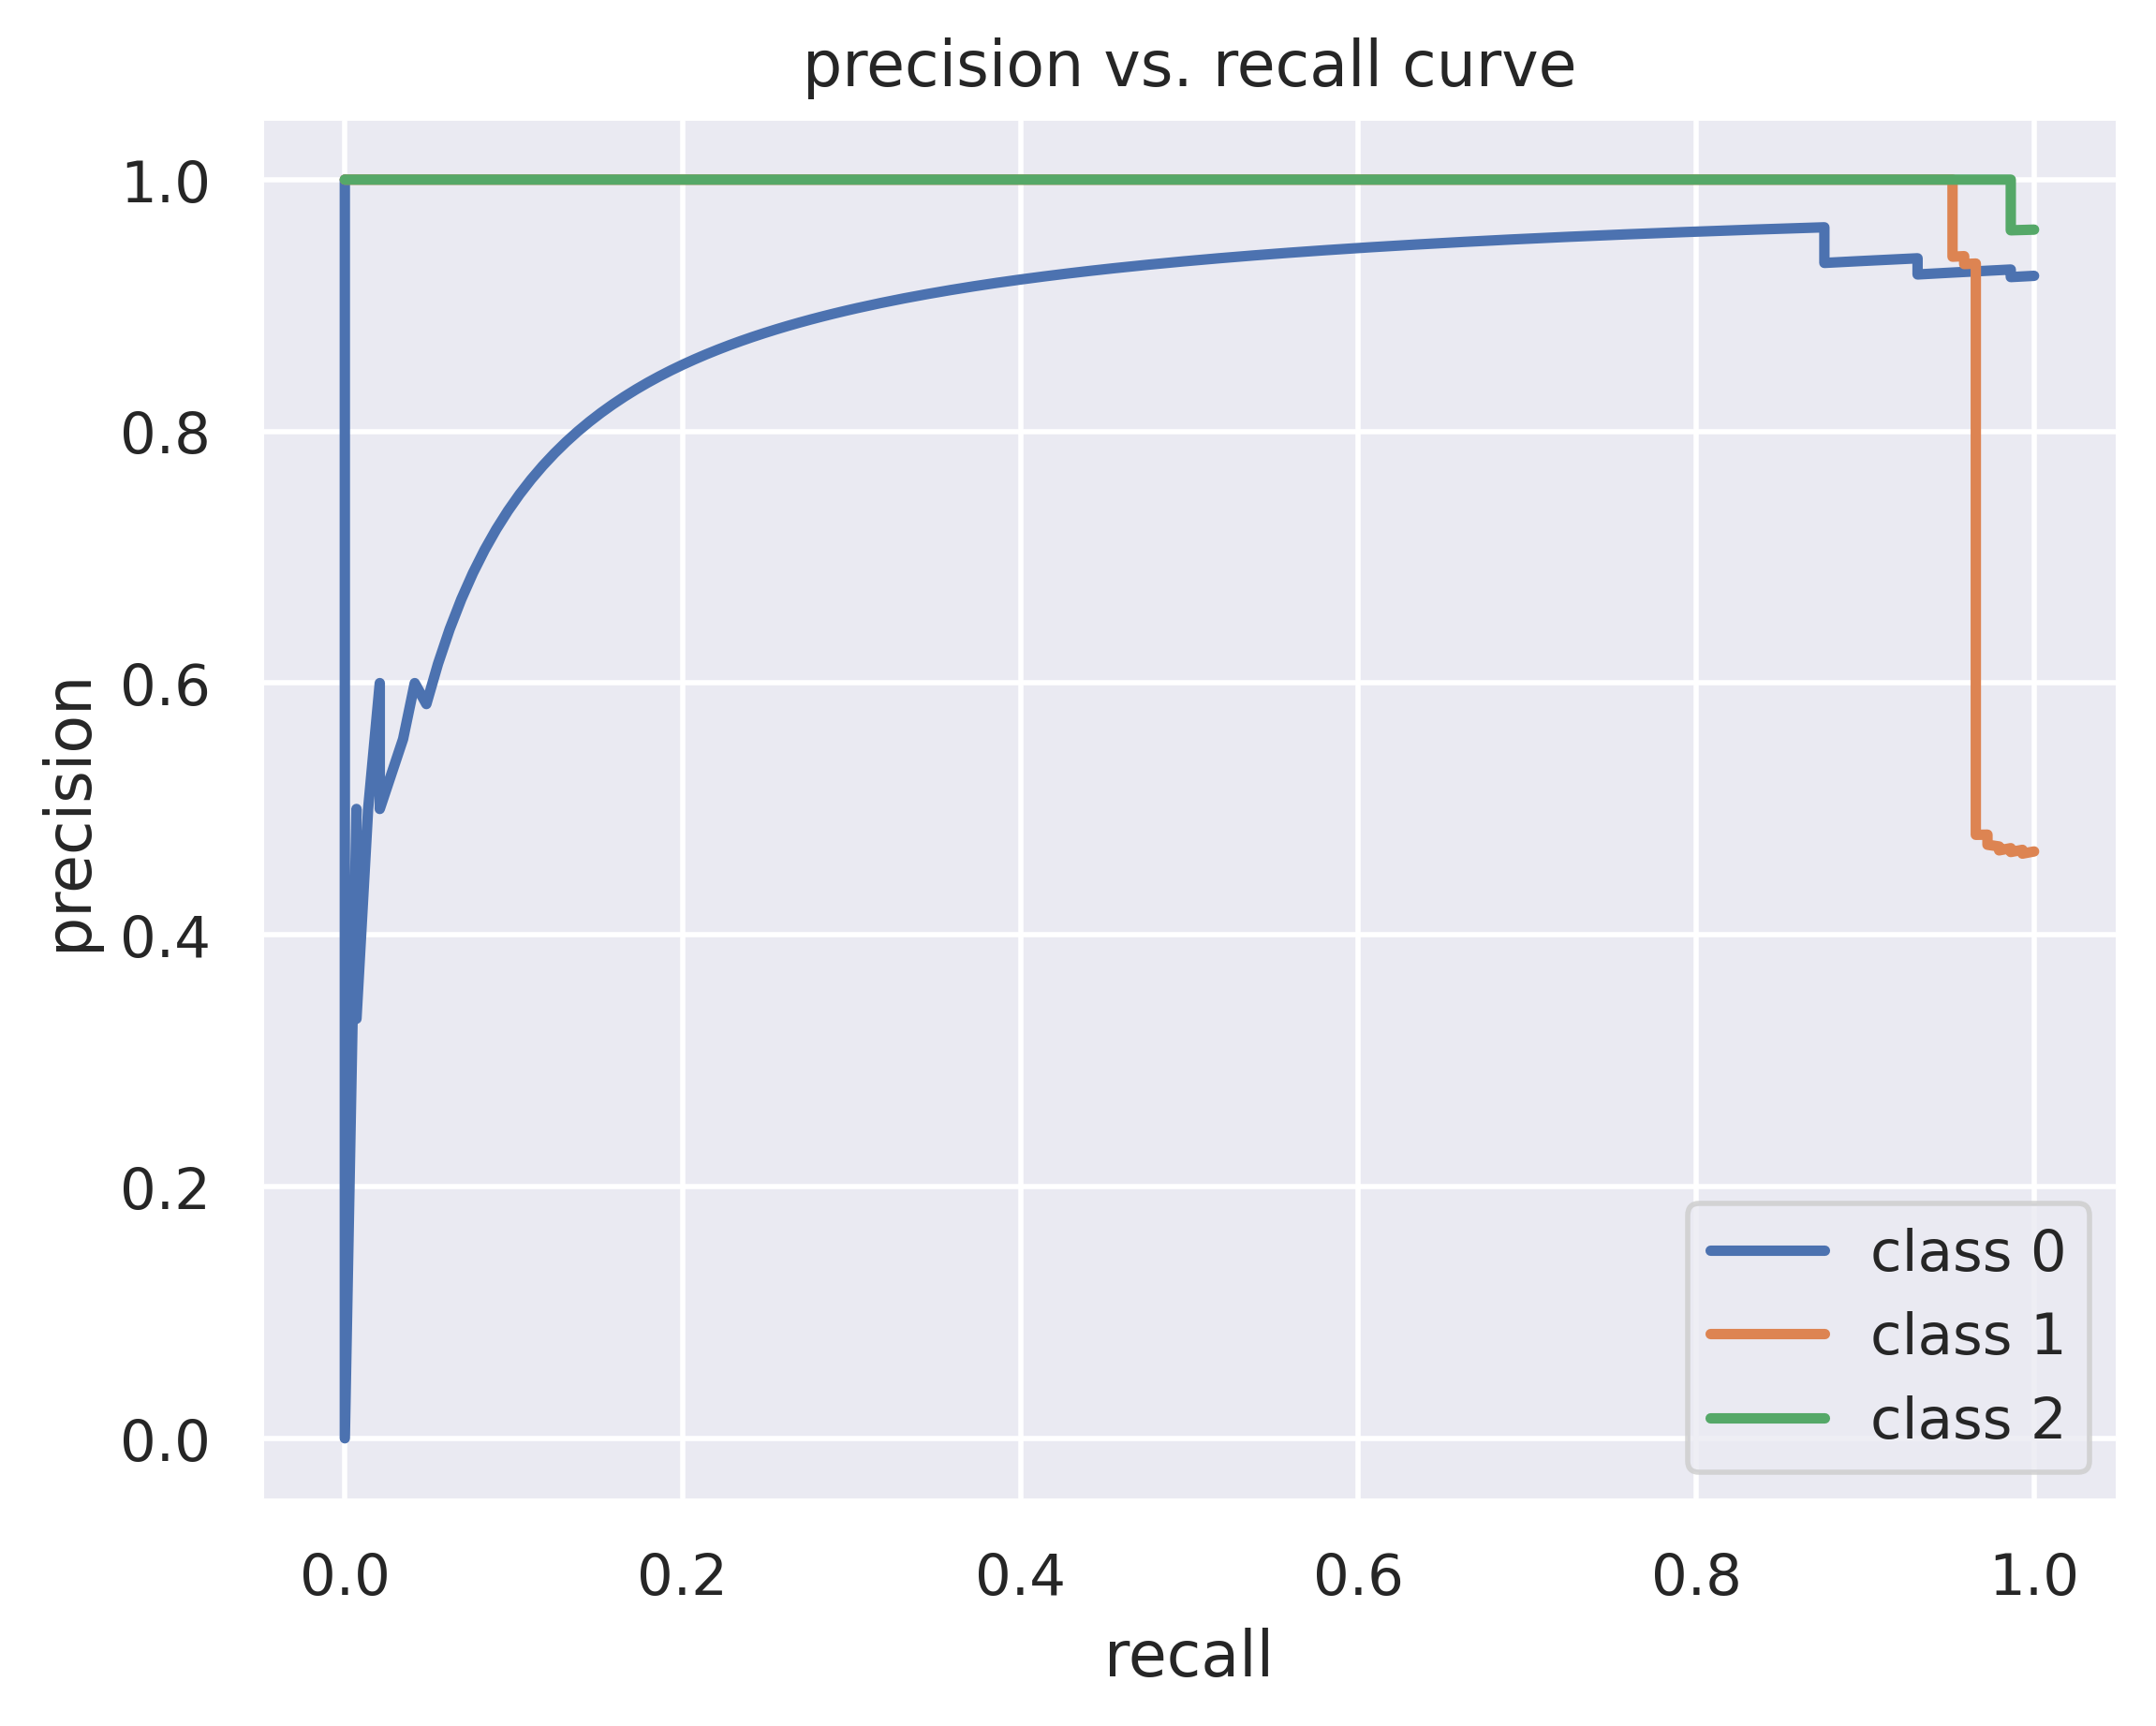 precision vs. recall curve
precision
1.0
0.8
0.6
0.4
0.2
0.0
0.0 0.2 0.4 0.6 0.8 1.0
recall
class 0
class 1
class 2